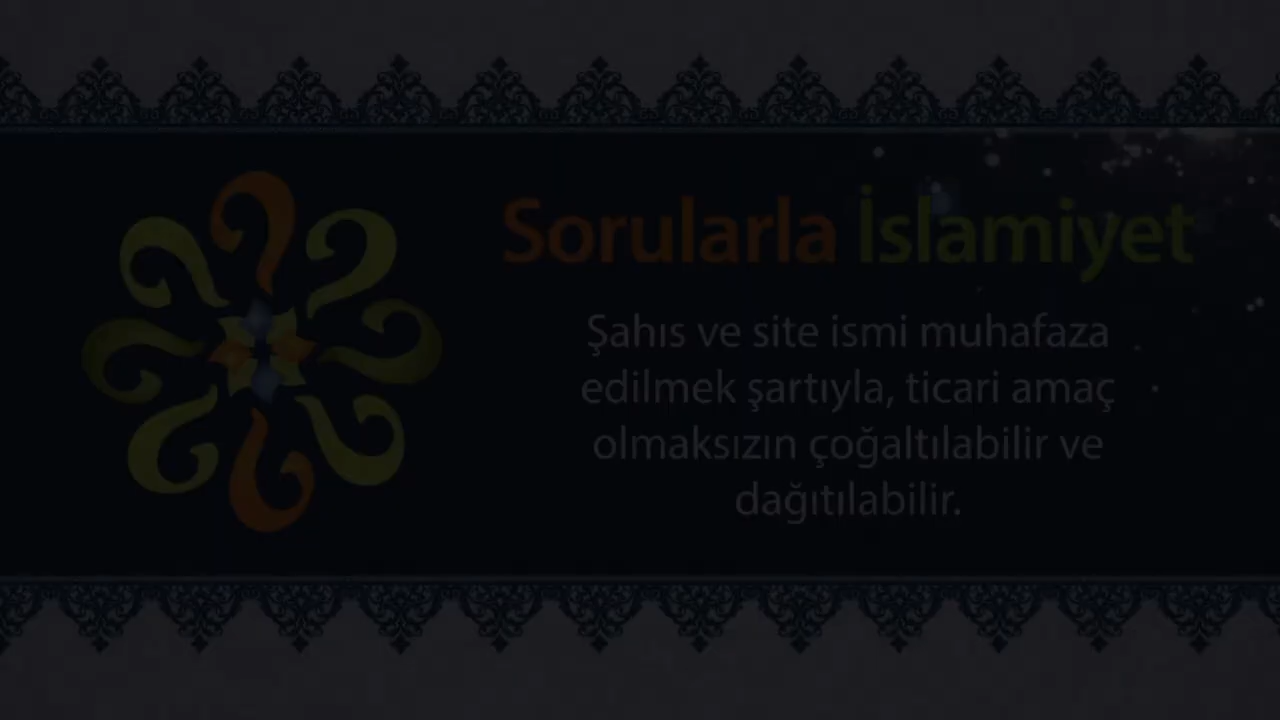 Sorularla İslamiyet
Şahıs ve site ismi muhafaza
edilmek şartıyla, ticari amaç
olmaksızın çoğaltılabilir ve
dağıtılabilir.